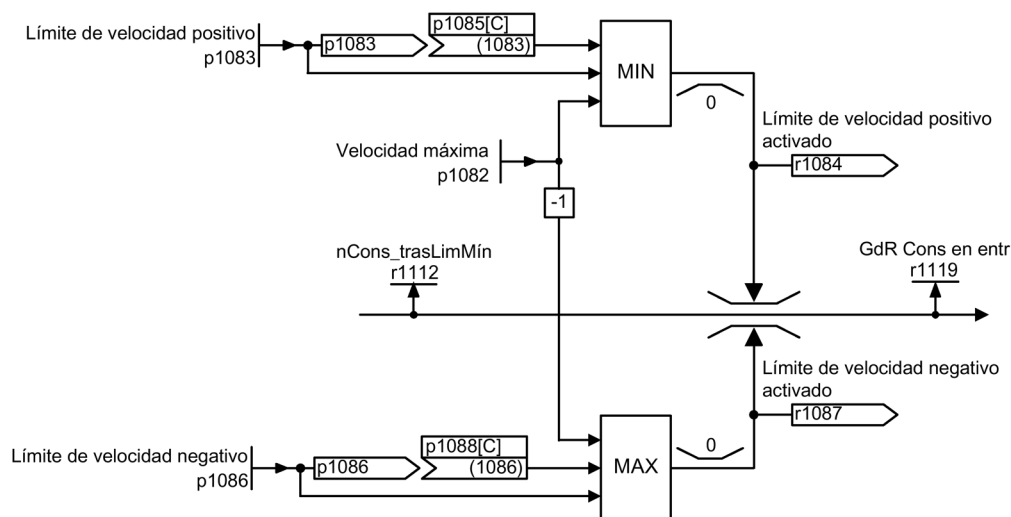 Límite de velocidad positivo
p1083
p1083
p1085[C]
(1083)
MIN
0
Límite de velocidad positivo
activado
r1084
Velocidad máxima
p1082
-1
nCons_trasLimMín
r1112
GdR Cons en entr
r1119
Límite de velocidad negativo
activado
r1087
Límite de velocidad negativo
p1086
p1086
p1088[C]
(1086)
MAX
0